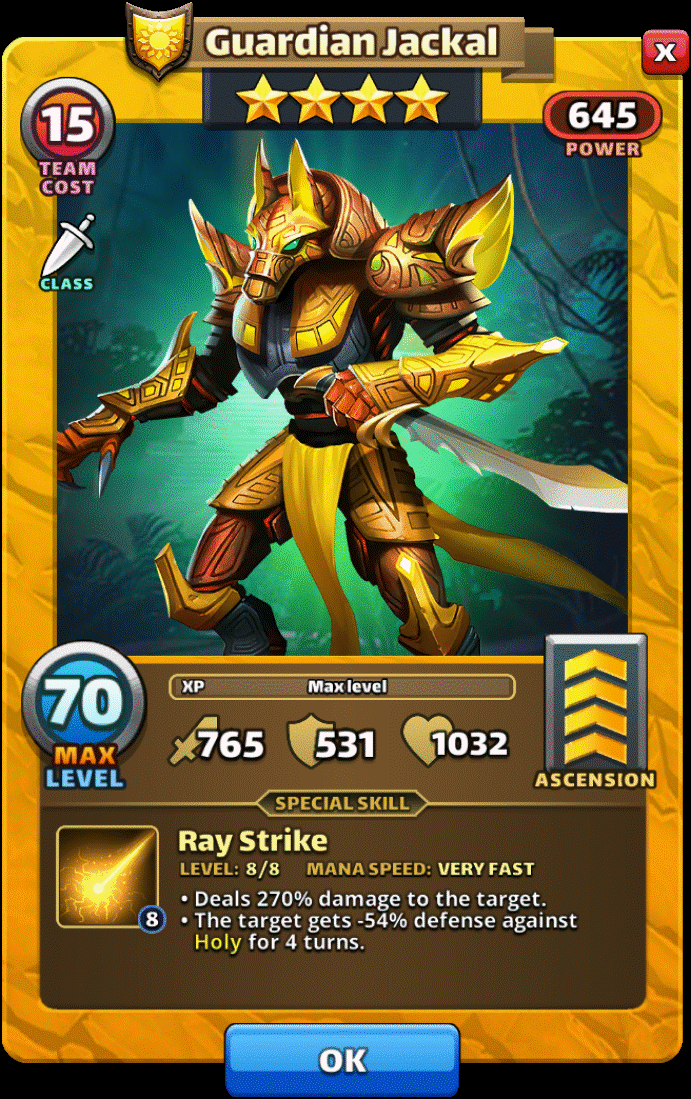 Guardian Jackal
X
15
TEAM
COST
645
POWER
CLASS
70
MAX
LEVEL
XP Max level
765 531 1032
ASCENSION
SPECIAL SKILL
Ray Strike
LEVEL: 8/8 MANA SPEED: VERY FAST
8
• Deals 270% damage to the target.
• The target gets -54% defense against
Holy for 4 turns.
OK